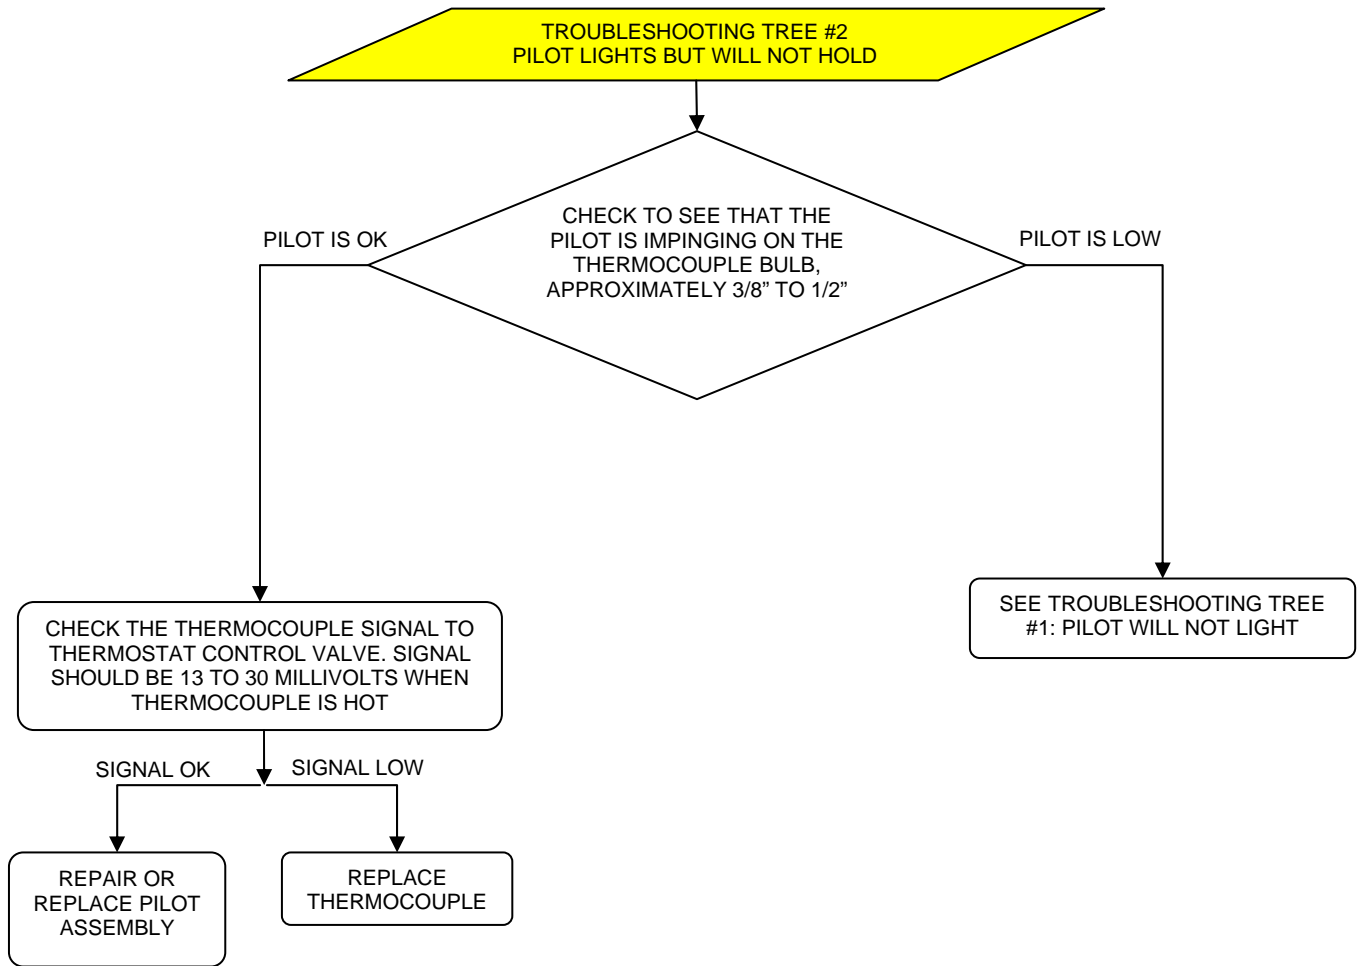 TROUBLESHOOTING TREE #2
PILOT LIGHTS BUT WILL NOT HOLD
CHECK TO SEE THAT THE
PILOT IS IMPINGING ON THE
THERMOCOUPLE BULB,
APPROXIMATELY 3/8” TO 1/2”
PILOT IS OK
PILOT IS LOW
CHECK THE THERMOCOUPLE SIGNAL TO
THERMOSTAT CONTROL VALVE. SIGNAL
SHOULD BE 13 TO 30 MILLIVOLTS WHEN
THERMOCOUPLE IS HOT
SEE TROUBLESHOOTING TREE
#1: PILOT WILL NOT LIGHT
SIGNAL OK
SIGNAL LOW
REPAIR OR
REPLACE PILOT
ASSEMBLY
REPLACE
THERMOCOUPLE